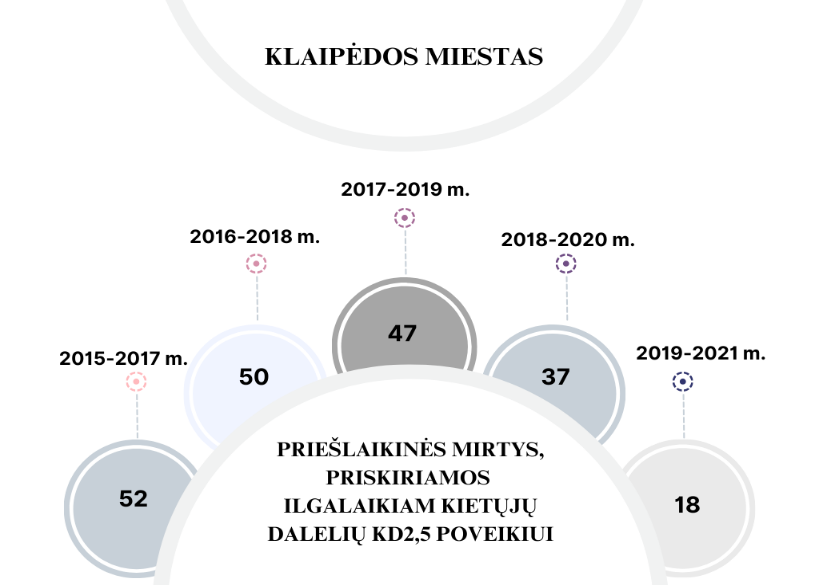 KLAIPĖDOS MIESTAS
2017-2019 m.
2016-2018 m.
2018-2020 m.
47
2015-2017 m.
2019-2021 m.
50
37
52
18
PRIEŠLAIKINĖS MIRTYS,
PRISKIRIAMOS
ILGALAIKIAM KIETŲJŲ
DALELIŲ KD2,5 POVEIKIUI